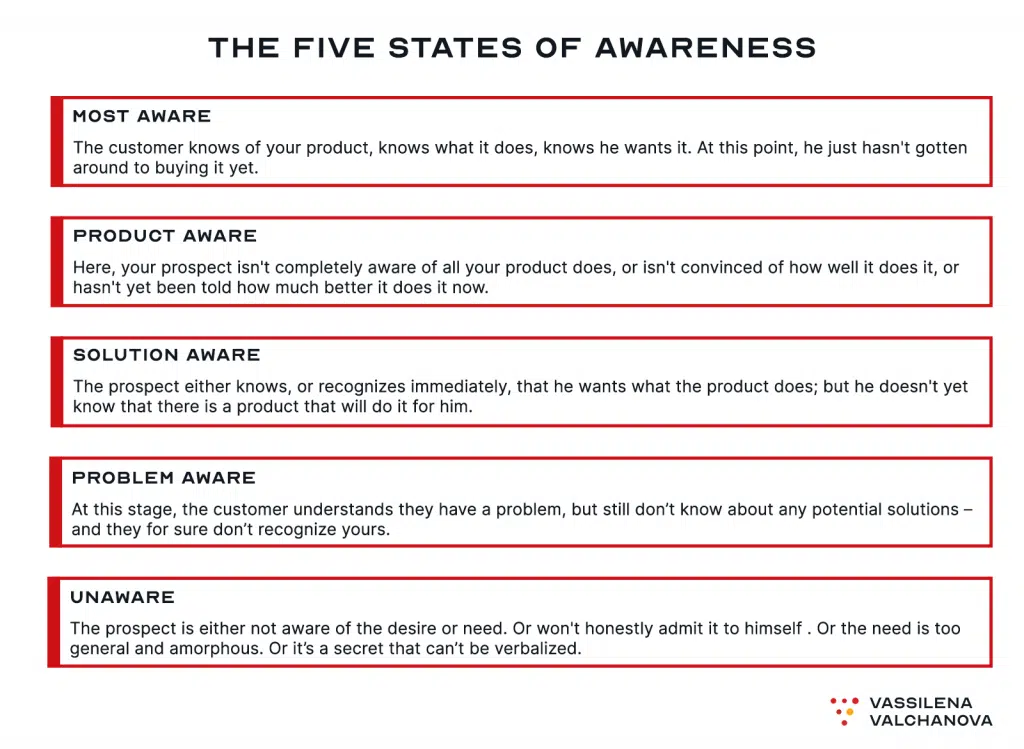 THE FIVE STATES OF AWARENESS
MOST AWARE
The customer knows of your product, knows what it does, knows he wants it. At this point, he just hasn't gotten
around to buying it yet.
PRODUCT AWARE
Here, your prospect isn't completely aware of all your product does, or isn't convinced of how well it does it, or
hasn't yet been told how much better it does it now.
SOLUTION AWARE
The prospect either knows, or recognizes immediately, that he wants what the product does; but he doesn't yet
know that there is a product that will do it for him.
PROBLEM AWARE
At this stage, the customer understands they have a problem, but still don’t know about any potential solutions –
and they for sure don’t recognize yours.
UNAWARE
The prospect is either not aware of the desire or need. Or won't honestly admit it to himself . Or the need is too
general and amorphous. Or it’s a secret that can’t be verbalized.
VASSILENA
VALCHANOVA